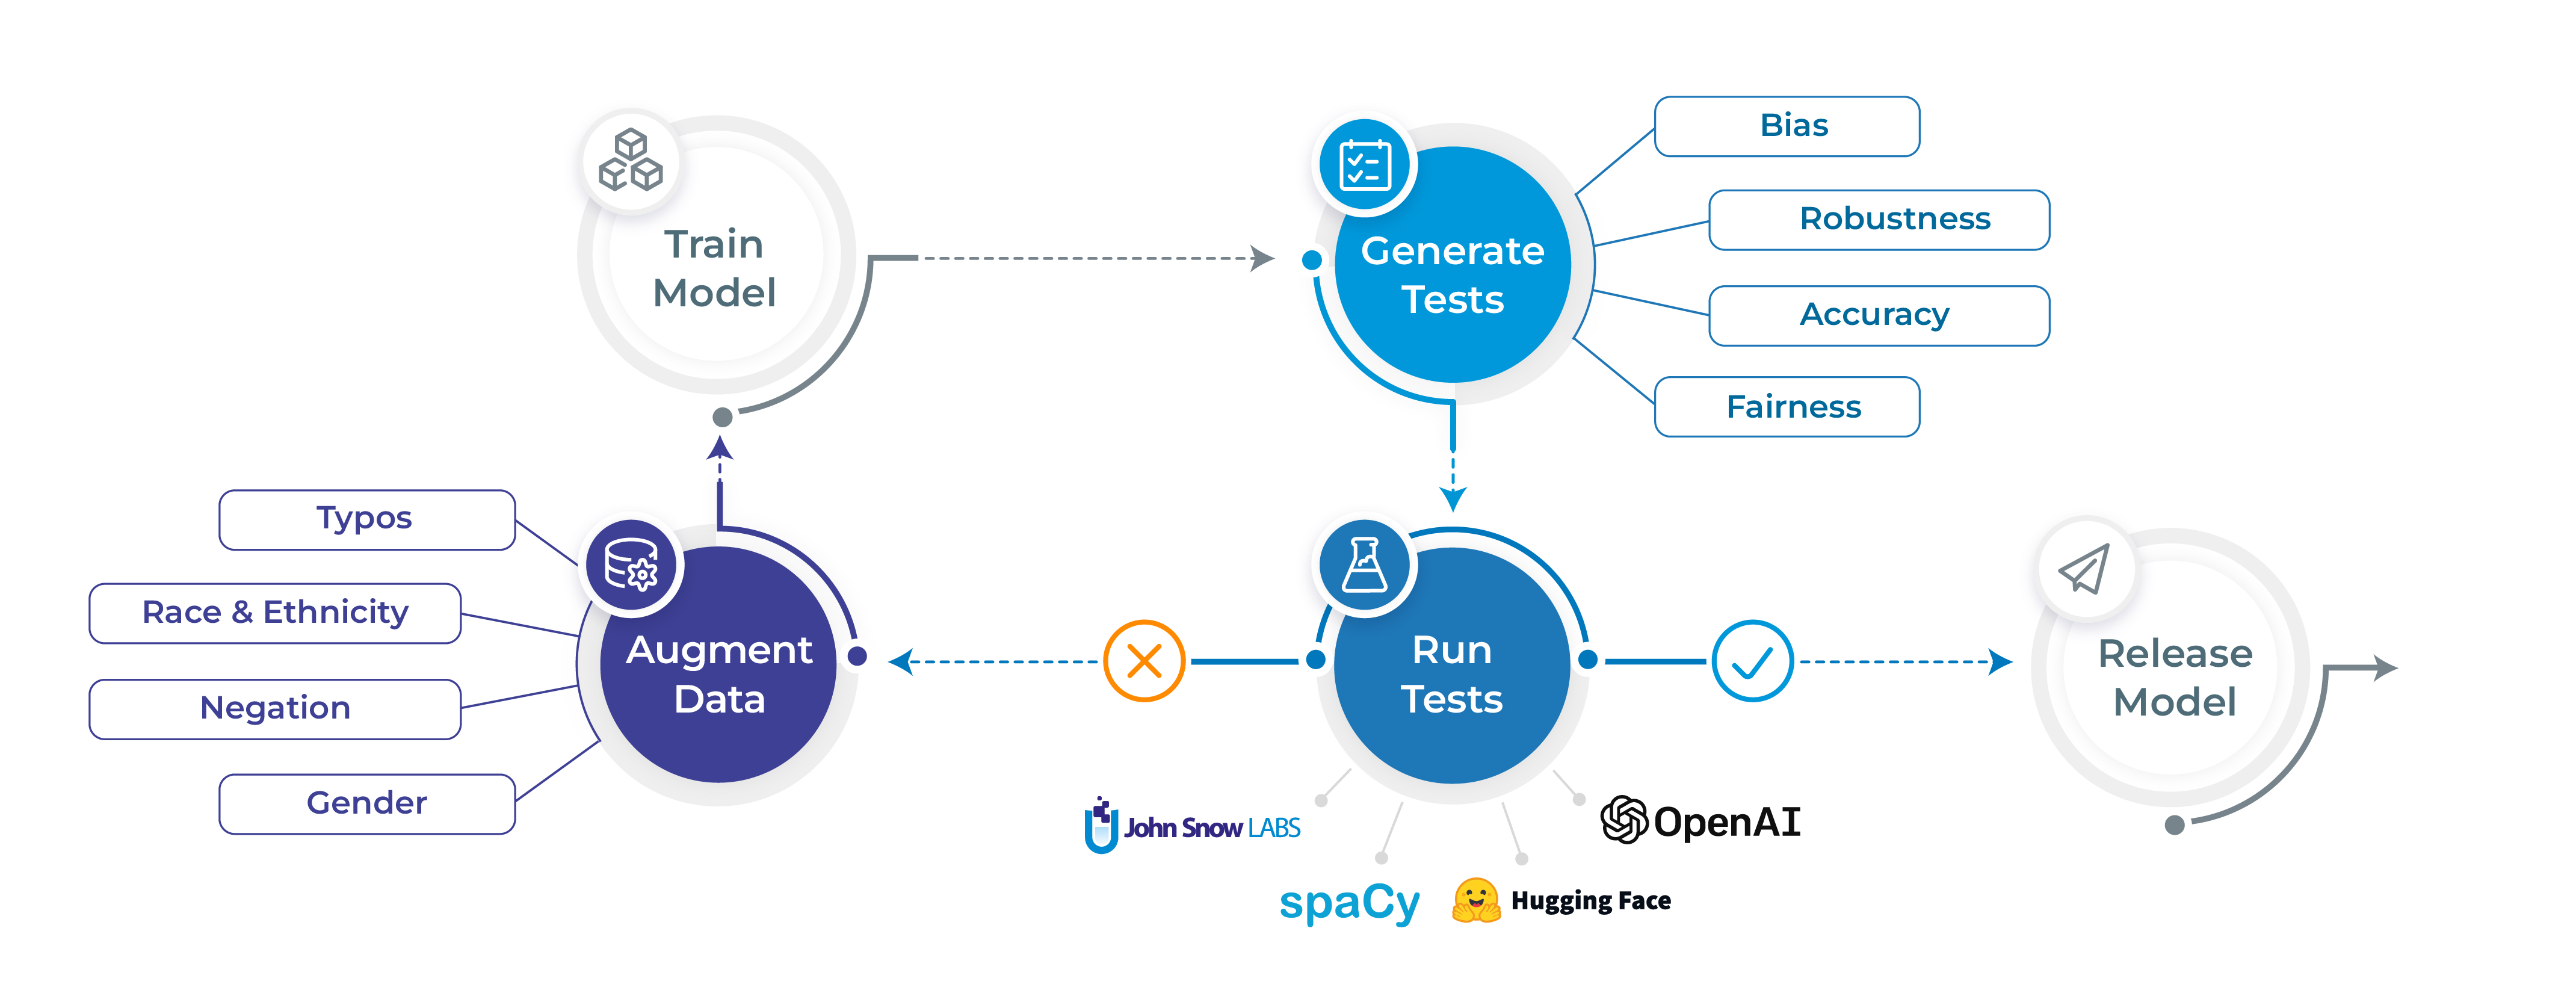 Train
Model
Generate
Tests
Bias
Robustness
Accuracy
Fairness
Typos
Race & Ethnicity
Negation
Gender
Augment
Data
Run
Tests
Release
Model
John Snow LABS
spaCy
Hugging Face
OpenAI